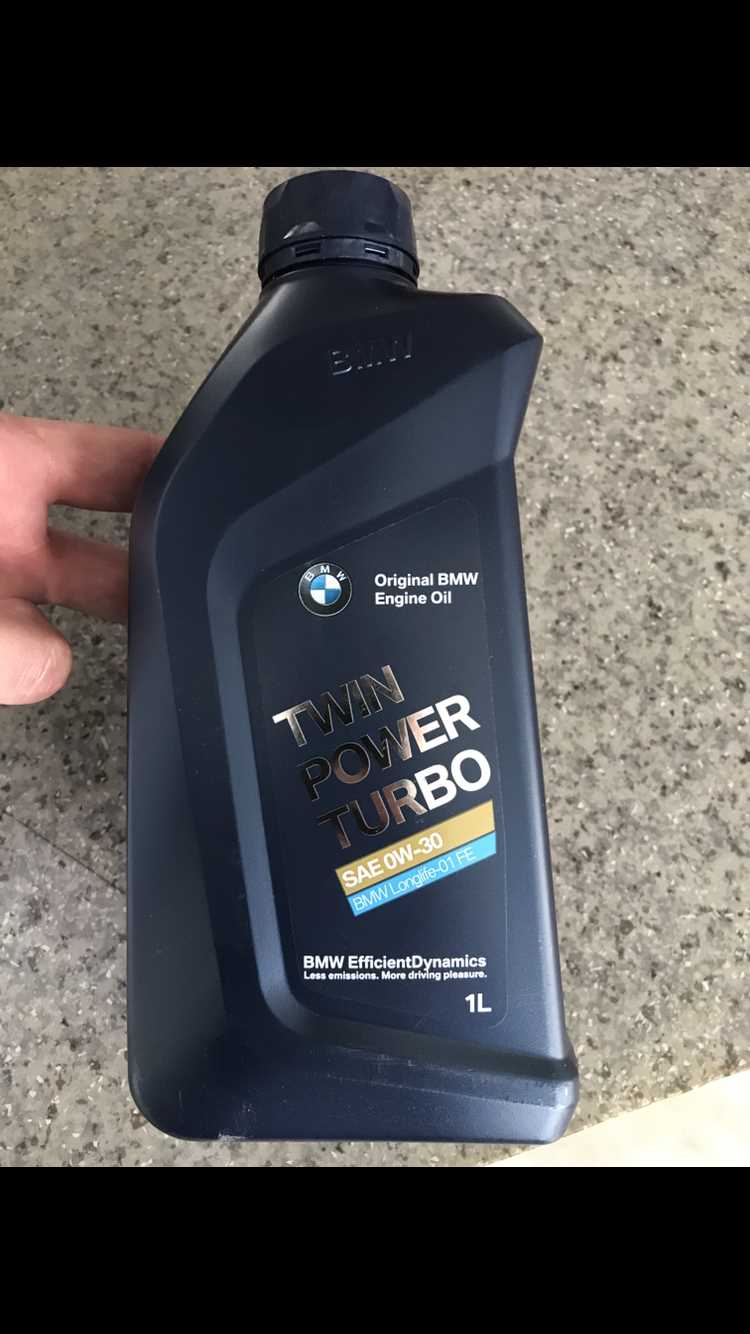 BMW
BMW
Original BMW
Engine Oil
TWIN
POWER
TURBO
SAE 0W-30
BMW Longlife-01 FE
BMW EfficientDynamics
Less emissions. More driving pleasure.
1L